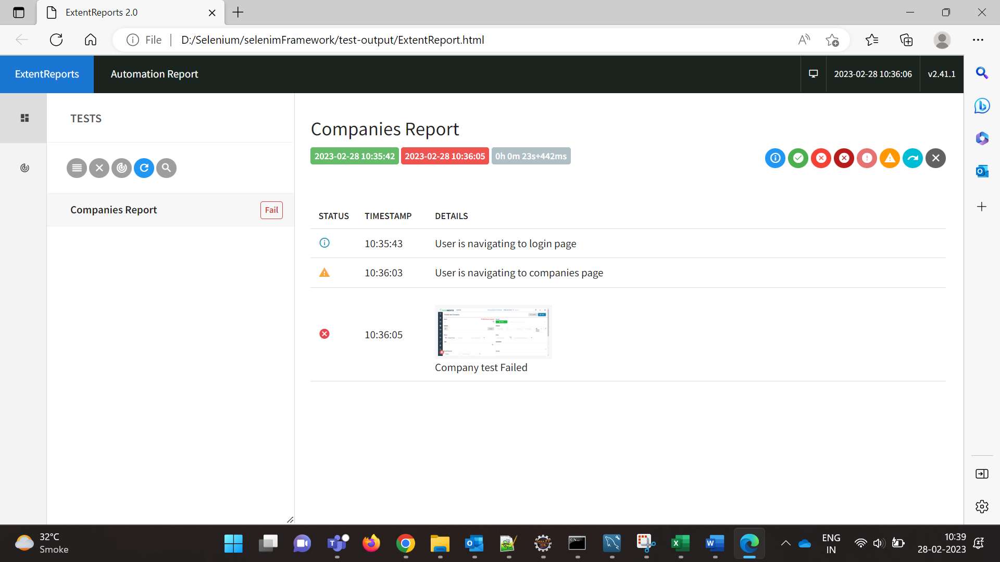 ExtentReports 2.0
File
D:/Selenium/selenimFramework/test-output/ExtentReport.html
ExtentReports
Automation Report
2023-02-28 10:36:06
v2.41.1
TESTS
Companies Report
Fail
Companies Report
2023-02-28 10:35:42 2023-02-28 10:36:05 0h 0m 23s+442ms
STATUS TIMESTAMP DETAILS
10:35:43 User is navigating to login page
10:36:03 User is navigating to companies page
10:36:05
Company test Failed
32°C
Smoke
ENG
IN
10:39
28-02-2023